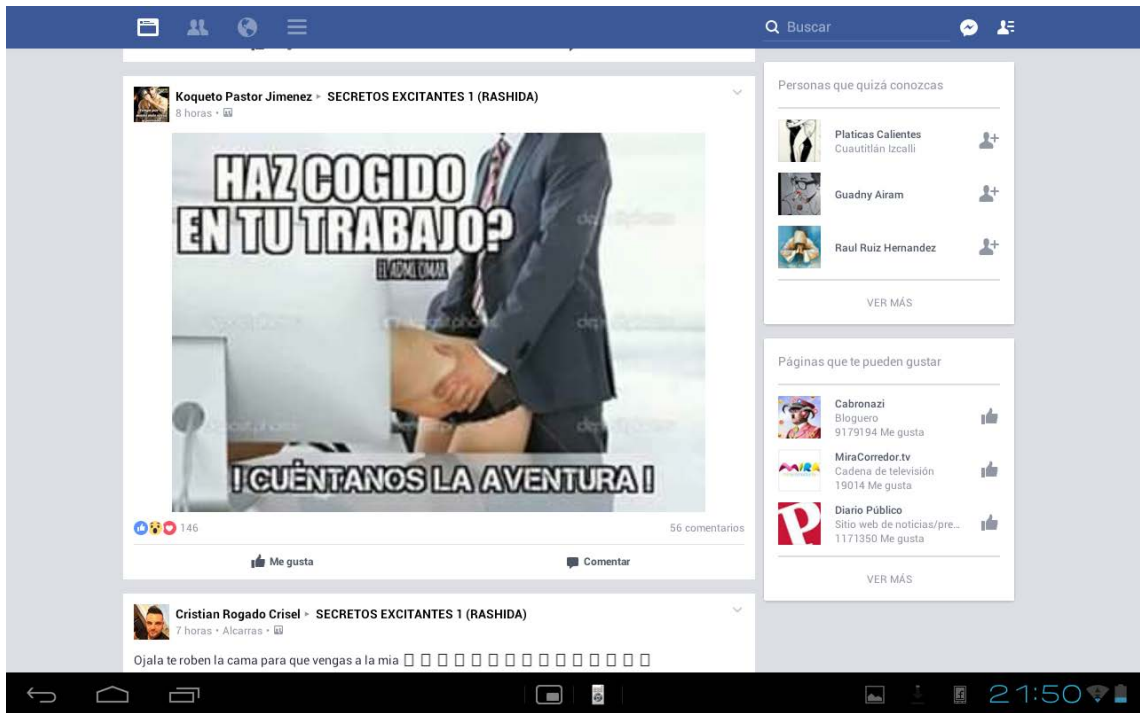 Buscar
Koqueto Pastor Jimenez ▸ SECRETOS EXCITANTES 1 (RASHIDA)
8 horas •
HAZ COGIDO
EN TU TRABAJO?
EL ADMI OMAR
depositphotos
¡CUÉNTANOS LA AVENTURA!
146
56 comentarios
Me gusta
Comentar
Cristian Rogado Crisel ▸ SECRETOS EXCITANTES 1 (RASHIDA)
7 horas • Alcarras •
Ojala te roben la cama para que vengas a la mia
Personas que quizá conozcas
Platicas Calientes
Cuautitlán Izcalli
Guadny Airam
Raul Ruiz Hernandez
VER MÁS
Páginas que te pueden gustar
Cabronazi
Bloguero
9179194 Me gusta
MiraCorredor.tv
Cadena de televisión
19014 Me gusta
Diario Público
Sitio web de noticias/pre...
1171350 Me gusta
VER MÁS
21:50